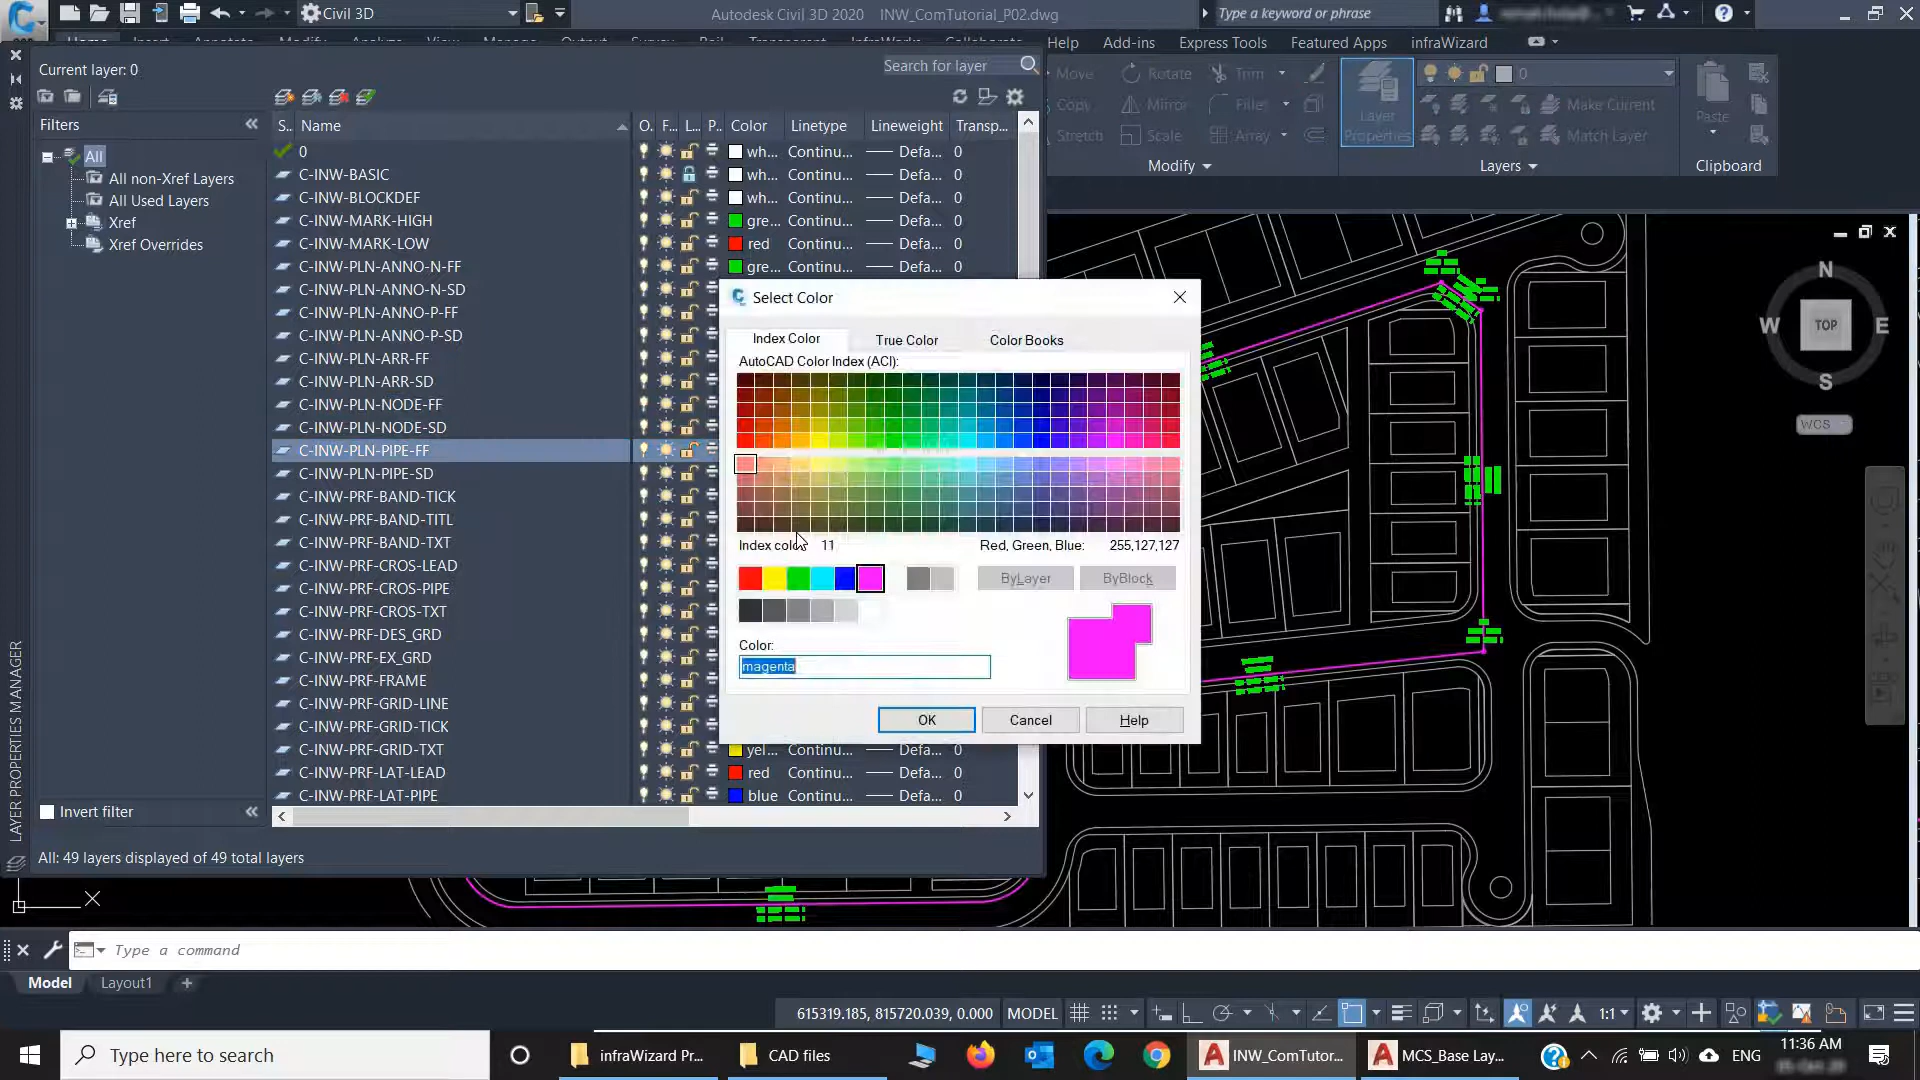 Civil 3D
Autodesk Civil 3D 2020 INW_ComTutorial_P02.dwg
Type a keyword or phrase
Help Add-ins Express Tools Featured Apps infraWizard
Current layer: 0
Search for layer
Move Rotate Trim
0
Copy Mirror Fillet
Make Current
Stretch Scale Array
Layer Properties
Match Layer
Paste
Modify
Layers
Clipboard
Filters
S.. Name O. F... L... P.. Color Linetype Lineweight Transp...
All
All non-Xref Layers
All Used Layers
Xref
Xref Overrides
0 wh... Continu... Defa... 0
C-INW-BASIC wh... Continu... Defa... 0
C-INW-BLOCKDEF wh... Continu... Defa... 0
C-INW-MARK-HIGH gre... Continu... Defa... 0
C-INW-MARK-LOW red Continu... Defa... 0
C-INW-PLN-ANNO-N-FF gre... Continu... Defa... 0
C-INW-PLN-ANNO-N-SD
C-INW-PLN-ANNO-P-FF
C-INW-PLN-ANNO-P-SD
C-INW-PLN-ARR-FF
C-INW-PLN-ARR-SD
C-INW-PLN-NODE-FF
C-INW-PLN-NODE-SD
C-INW-PLN-PIPE-FF
C-INW-PLN-PIPE-SD
C-INW-PRF-BAND-TICK
C-INW-PRF-BAND-TITL
C-INW-PRF-BAND-TXT
C-INW-PRF-CROS-LEAD
C-INW-PRF-CROS-PIPE
C-INW-PRF-CROS-TXT
C-INW-PRF-DES_GRD
C-INW-PRF-EX_GRD
C-INW-PRF-FRAME
C-INW-PRF-GRID-LINE
C-INW-PRF-GRID-TICK
C-INW-PRF-GRID-TXT yel... Continu... Defa... 0
C-INW-PRF-LAT-LEAD red Continu... Defa... 0
C-INW-PRF-LAT-PIPE blue Continu... Defa... 0
Select Color
Index Color True Color Color Books
AutoCAD Color Index (ACI):
Index color: 11 Red, Green, Blue: 255,127,127
ByLayer ByBlock
Color:
magenta
OK Cancel Help
N
W TOP E
S
WCS
Invert filter
All: 49 layers displayed of 49 total layers
LAYER PROPERTIES MANAGER
Type a command
Model Layout1 +
615319.185, 815720.039, 0.000 MODEL 1:1
Type here to search
infraWizard Pr...
CAD files
INW_ComTutor...
MCS_Base Lay...
ENG
11:36 AM